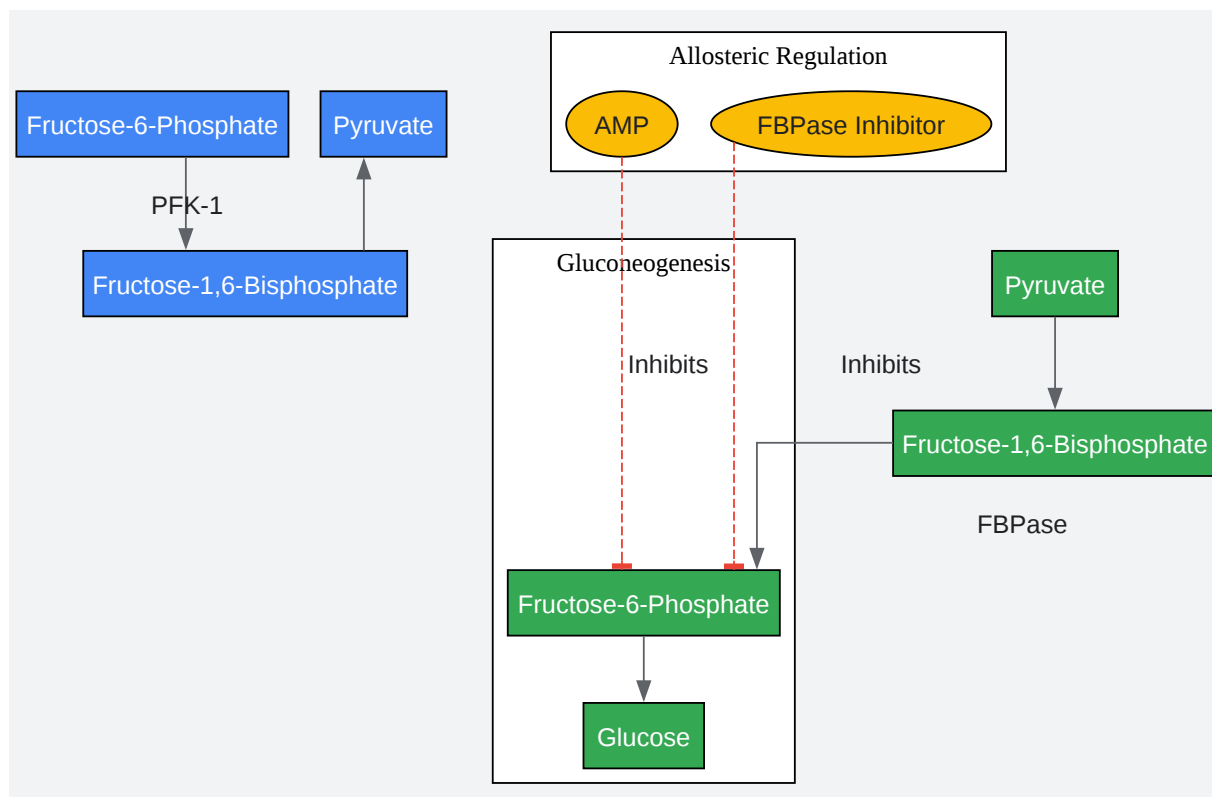 Allosteric Regulation
Fructose-6-Phosphate
Pyruvate
AMP
FBPase Inhibitor
PFK-1
Gluconeogenesis
Fructose-1,6-Bisphosphate
Pyruvate
Inhibits
Inhibits
Fructose-1,6-Bisphosphate
FBPase
Fructose-6-Phosphate
Glucose